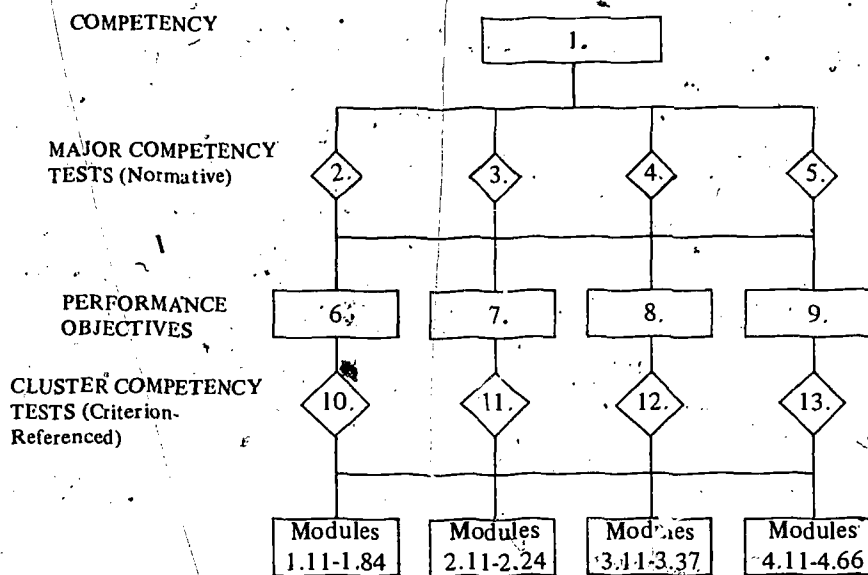 COMPETENCY
1.
MAJOR COMPETENCY
TESTS (Normative)
2. 3. 4. 5.
PERFORMANCE
OBJECTIVES
6. 7. 8. 9.
CLUSTER COMPETENCY
TESTS (Criterion-
Referenced)
10. 11. 12. 13.
Modules Modules Modules Modules
1.11-1.84 2.11-2.24 3.11-3.37 4.11-4.66